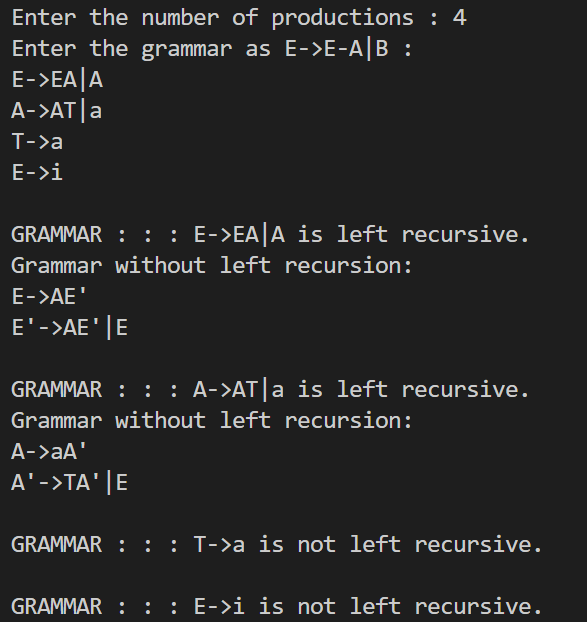 Enter the number of productions : 4
Enter the grammar as E->E-A|B :
E->EA|A
A->AT|a
T->a
E->i
GRAMMAR : : : E->EA|A is left recursive.
Grammar without left recursion:
E->AE'
E'->AE'|E
GRAMMAR : : : A->AT|a is left recursive.
Grammar without left recursion:
A->aA'
A'->TA'|E
GRAMMAR : : : T->a is not left recursive.
GRAMMAR : : : E->i is not left recursive.